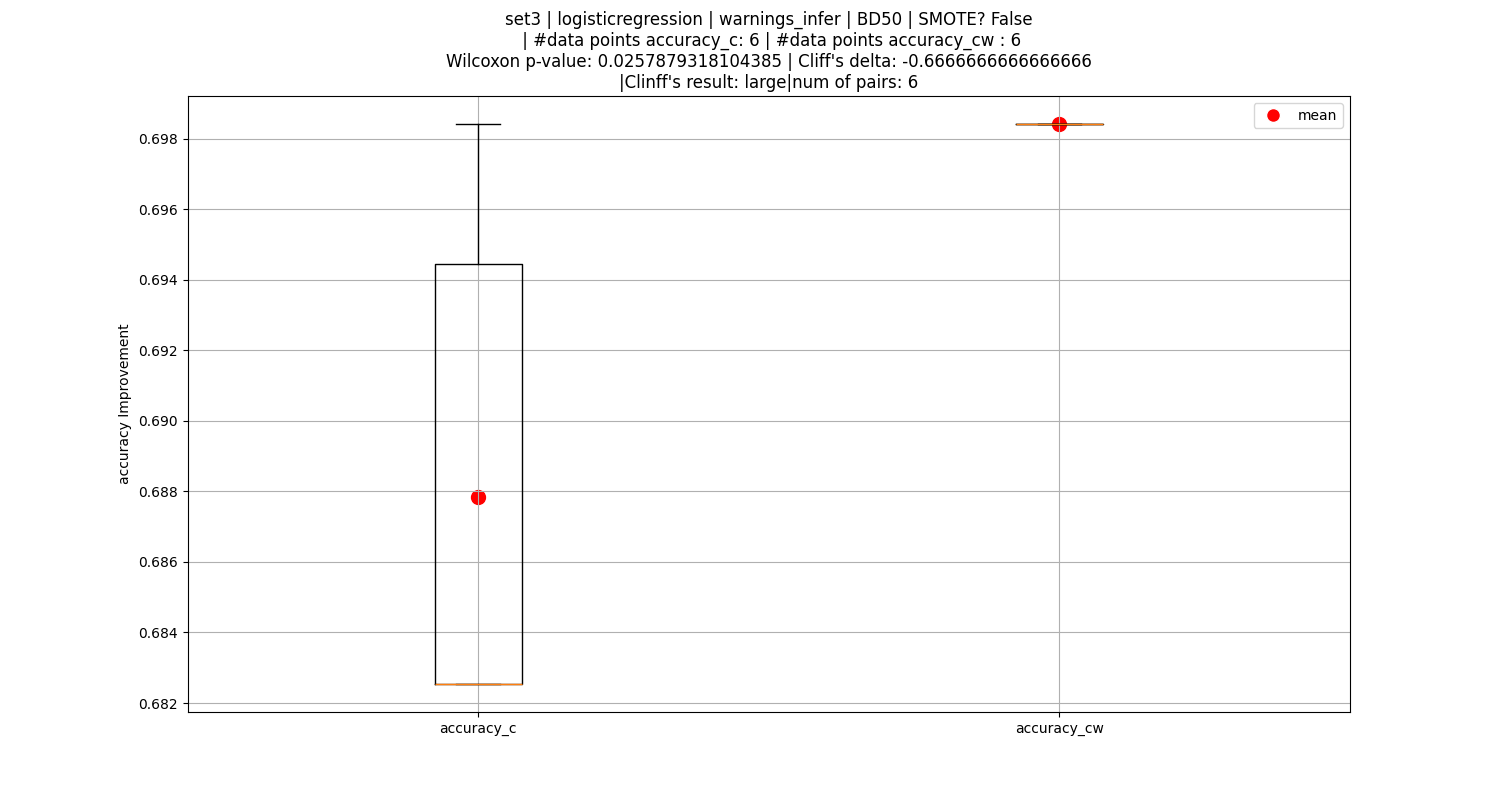 set3 | logisticregression | warnings_infer | BD50 | SMOTE? False
| #data points accuracy_c: 6 | #data points accuracy_cw : 6
Wilcoxon p-value: 0.0257879318104385 | Cliff's delta: -0.6666666666666666
|Clinff's result: large|num of pairs: 6
mean
0.698
0.696
0.694
0.692
0.690
0.688
0.686
0.684
0.682
accuracy Improvement
accuracy_c
accuracy_cw